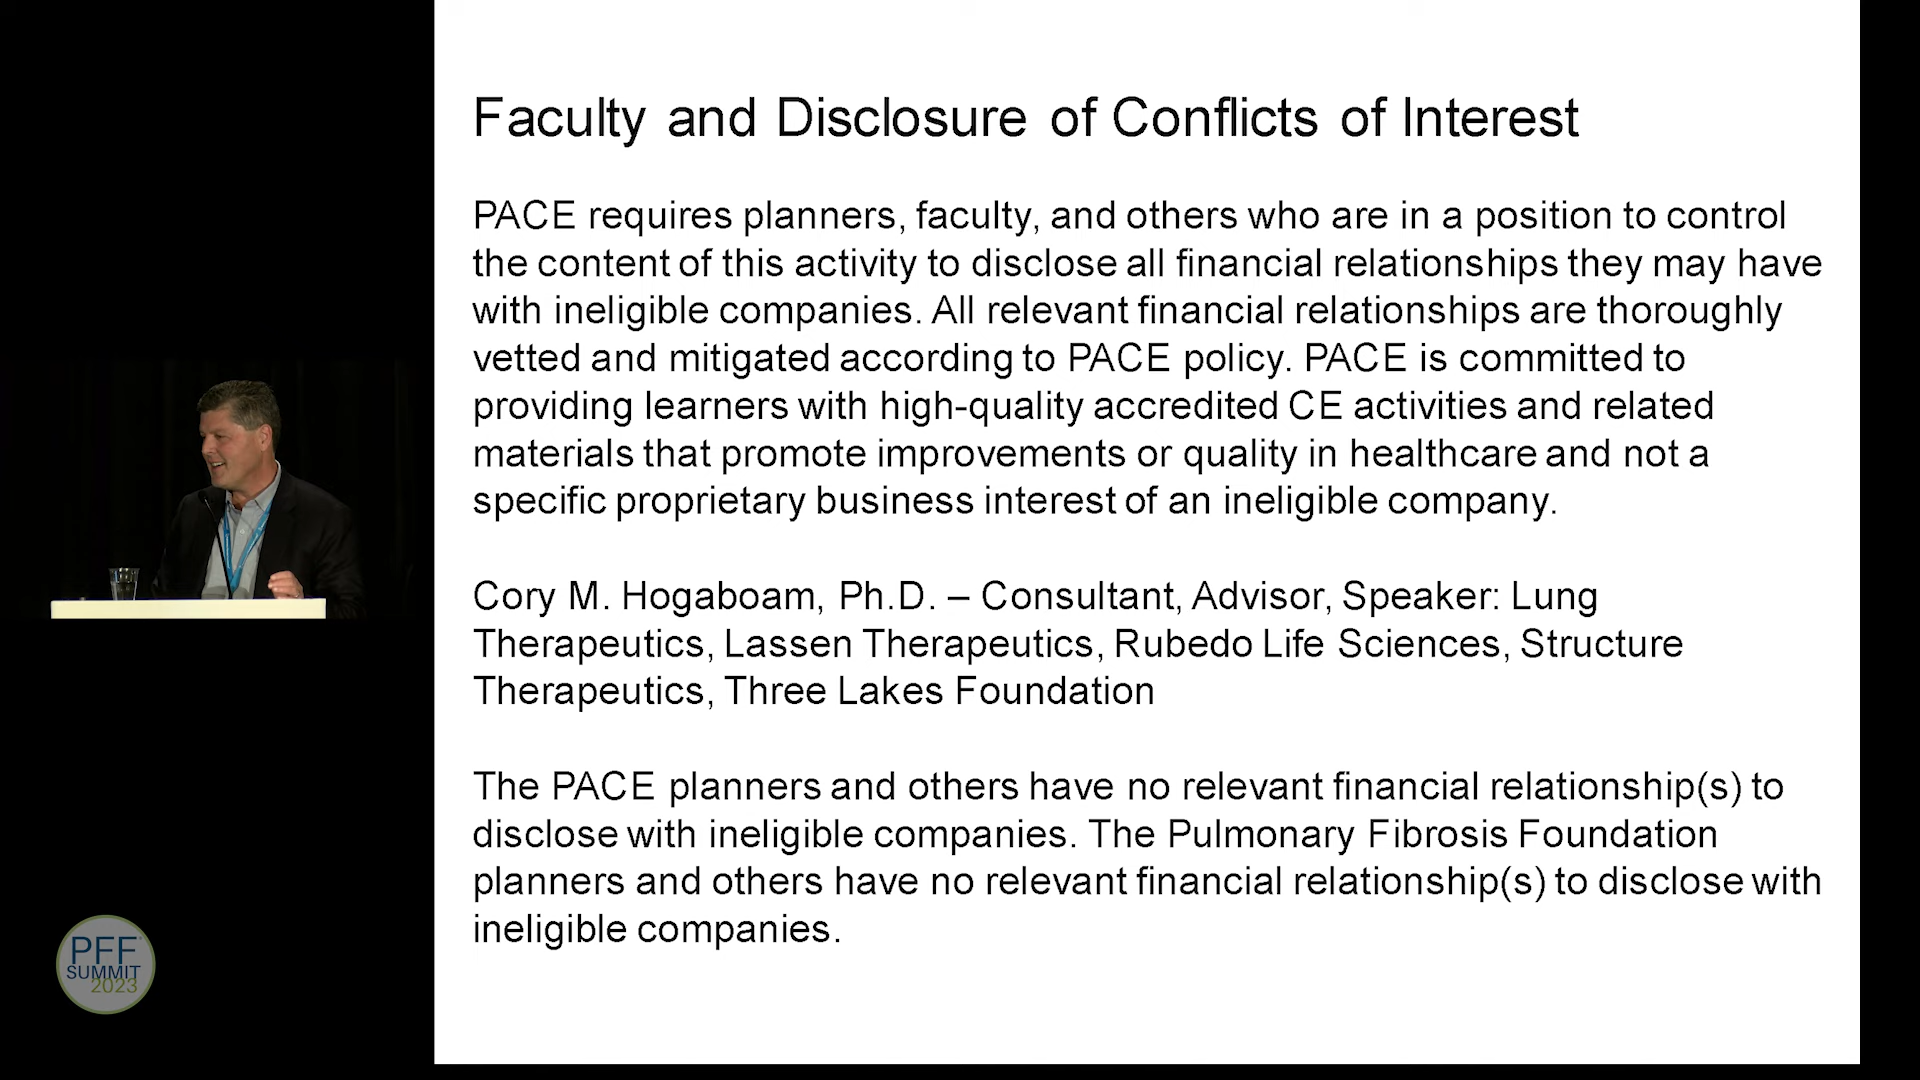 Faculty and Disclosure of Conflicts of Interest
PACE requires planners, faculty, and others who are in a position to control
the content of this activity to disclose all financial relationships they may have
with ineligible companies. All relevant financial relationships are thoroughly
vetted and mitigated according to PACE policy. PACE is committed to
providing learners with high-quality accredited CE activities and related
materials that promote improvements or quality in healthcare and not a
specific proprietary business interest of an ineligible company.
Cory M. Hogaboam, Ph.D. – Consultant, Advisor, Speaker: Lung
Therapeutics, Lassen Therapeutics, Rubedo Life Sciences, Structure
Therapeutics, Three Lakes Foundation
The PACE planners and others have no relevant financial relationship(s) to
disclose with ineligible companies. The Pulmonary Fibrosis Foundation
planners and others have no relevant financial relationship(s) to disclose with
ineligible companies.
PFF
SUMMIT
2023